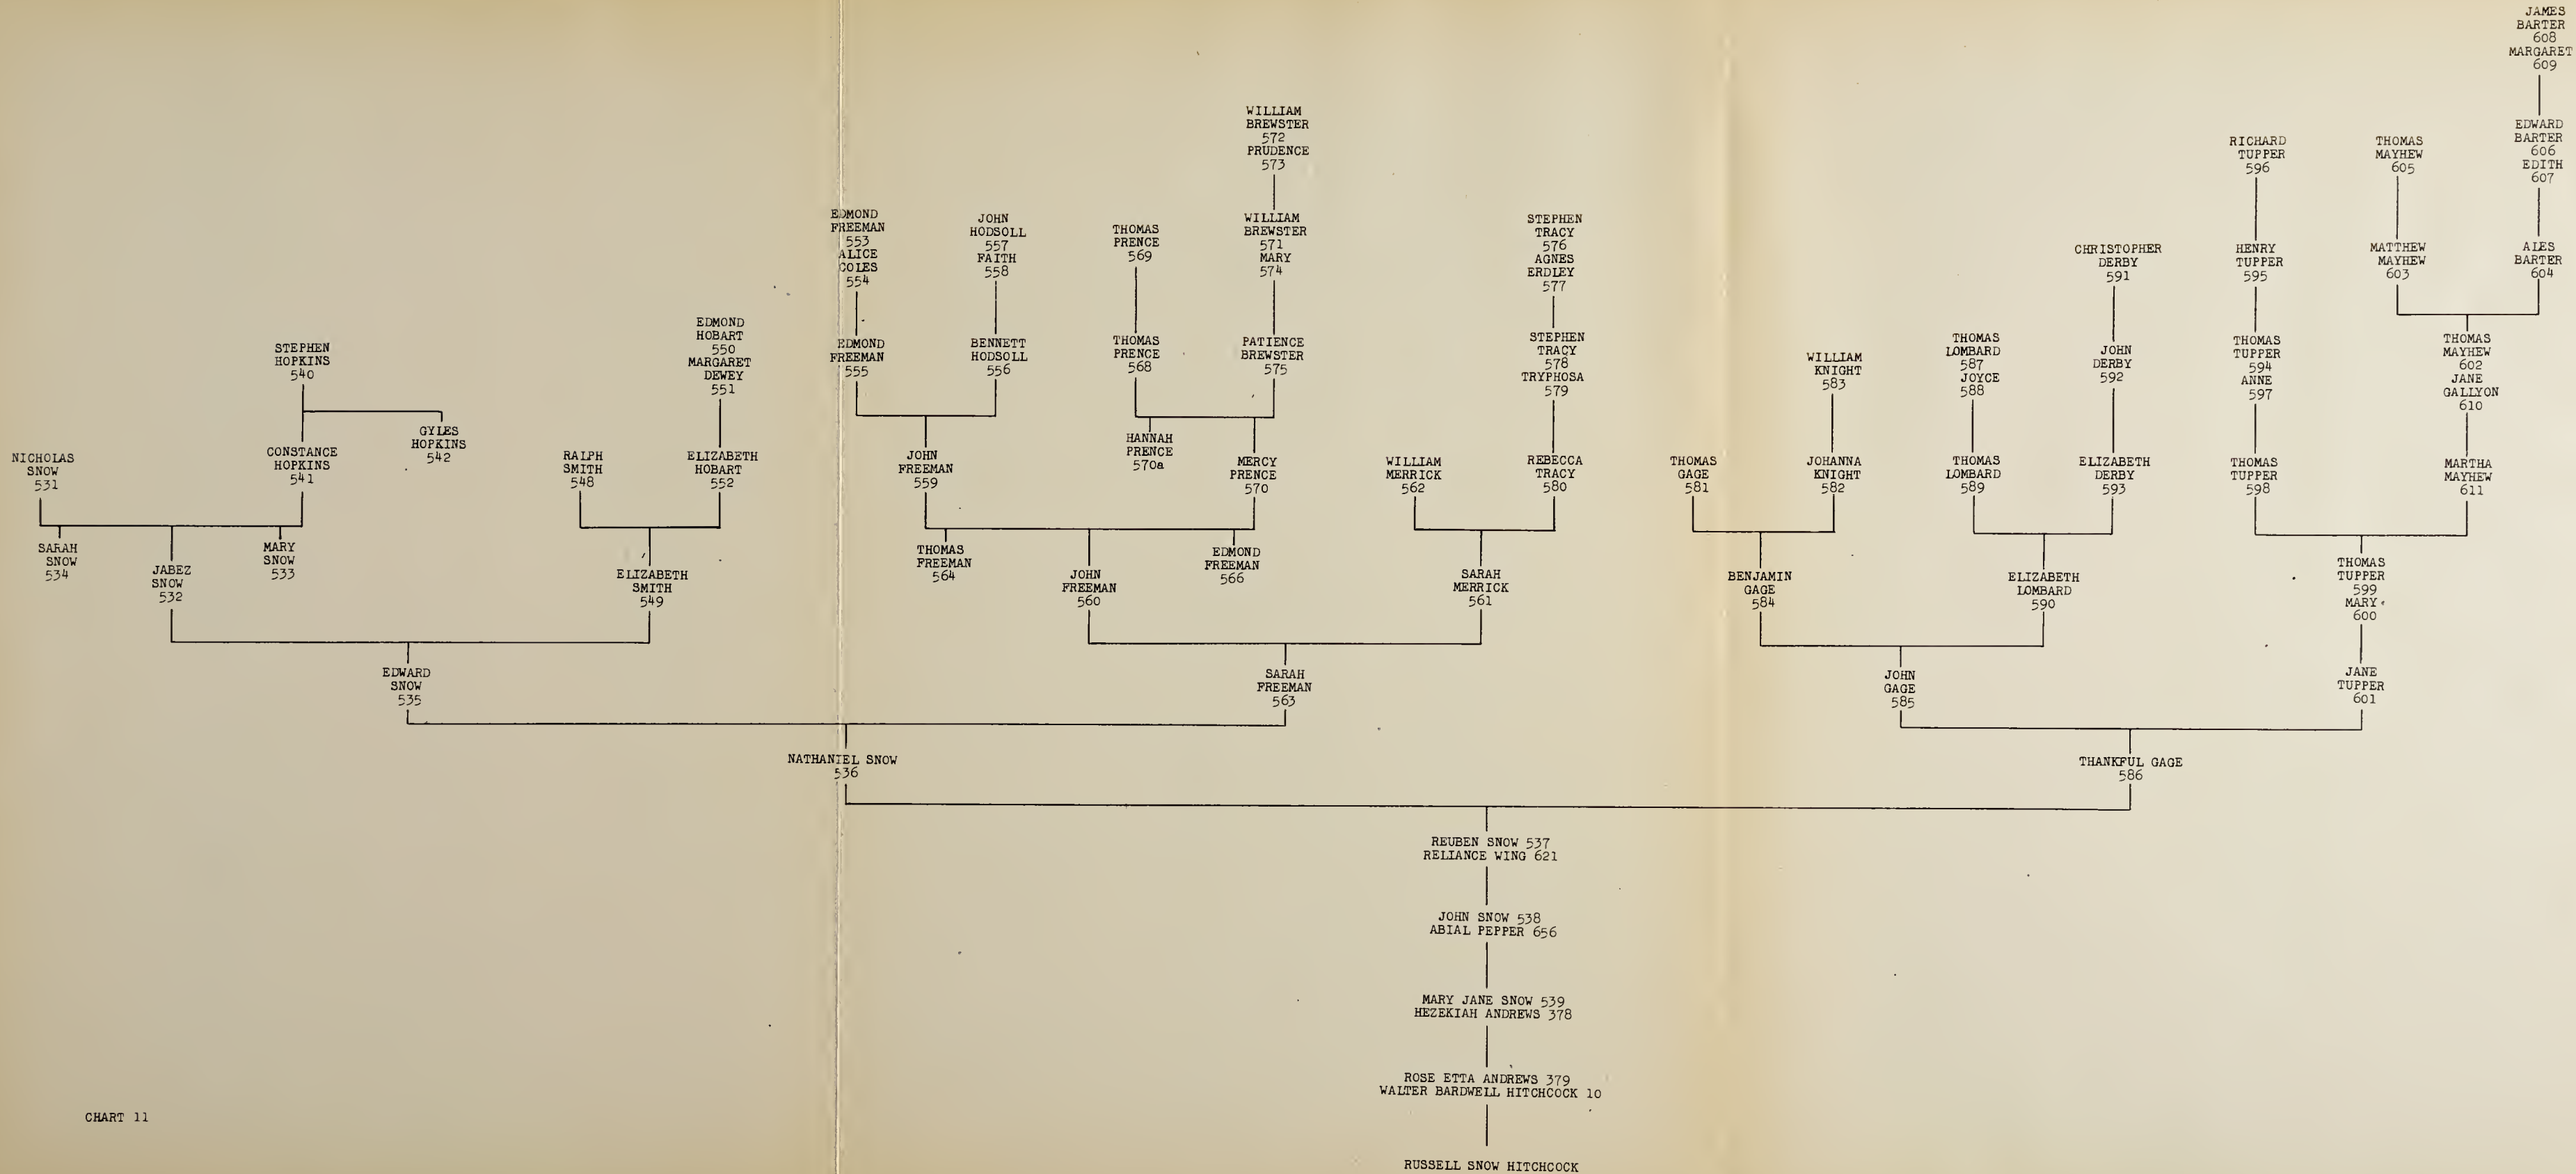 JAMES
BARTER
608
MARGARET
609
WILLIAM
BREWSTER
572
PRUDENCE
573
EDWARD
BARTER
606
EDITH
607
RICHARD
TUPPER
596
THOMAS
MAYHEW
605
EDMOND
FREEMAN
553
ALICE
COLES
554
JOHN
HODSOLL
557
FAITH
558
THOMAS
PRENCE
569
WILLIAM
BREWSTER
571
MARY
574
STEPHEN
TRACY
576
AGNES
ERDLEY
577
CHRISTOPHER
DERBY
591
HENRY
TUPPER
595
MATTHEW
MAYHEW
603
ALES
BARTER
604
STEPHEN
HOPKINS
540
EDMOND
HOBART
550
MARGARET
DEWEY
551
EDMOND
FREEMAN
555
BENNETT
HODSOLL
556
THOMAS
PRENCE
568
PATIENCE
BREWSTER
575
STEPHEN
TRACY
578
TRYPHOSA
579
WILLIAM
KNIGHT
583
THOMAS
LOMBARD
587
JOYCE
588
JOHN
DERBY
592
THOMAS
TUPPER
594
ANNE
597
THOMAS
MAYHEW
602
JANE
GALLYON
610
NICHOLAS
SNOW
531
CONSTANCE
HOPKINS
541
GYLES
HOPKINS
542
RALPH
SMITH
548
ELIZABETH
HOBART
552
JOHN
FREEMAN
559
HANNAH
PRENCE
570a
MERCY
PRENCE
570
WILLIAM
MERRICK
562
REBECCA
TRACY
580
THOMAS
GAGE
581
JOHANNA
KNIGHT
582
THOMAS
LOMBARD
589
ELIZABETH
DERBY
593
THOMAS
TUPPER
598
MARTHA
MAYHEW
611
SARAH
SNOW
534
JABEZ
SNOW
532
MARY
SNOW
533
ELIZABETH
SMITH
549
THOMAS
FREEMAN
564
JOHN
FREEMAN
560
EDMOND
FREEMAN
566
SARAH
MERRICK
561
BENJAMIN
GAGE
584
ELIZABETH
LOMBARD
590
THOMAS
TUPPER
599
MARY
600
EDWARD
SNOW
535
SARAH
FREEMAN
563
JOHN
GAGE
585
JANE
TUPPER
601
NATHANIEL SNOW
536
THANKFUL GAGE
586
REUBEN SNOW 537
RELIANCE WING 621
JOHN SNOW 538
ABIAL PEPPER 656
MARY JANE SNOW 539
HEZEKIAH ANDREWS 378
ROSE ETTA ANDREWS 379
WALTER BARDWELL HITCHCOCK 10
RUSSELL SNOW HITCHCOCK
CHART 11